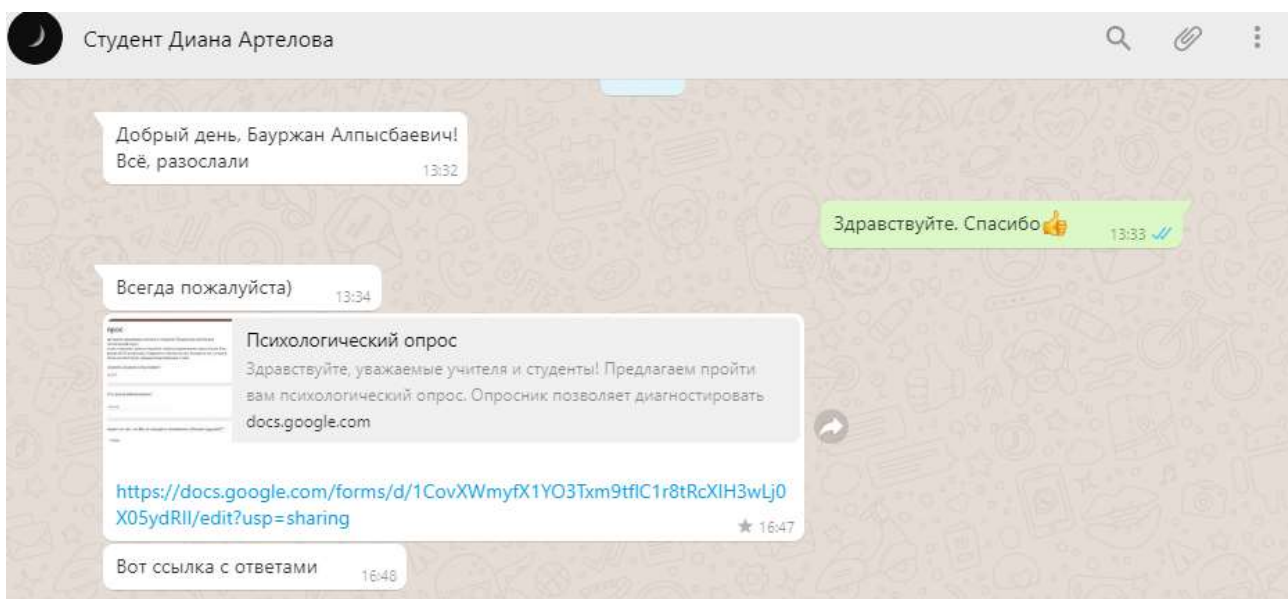 Студент Диана Артелова
Добрый день, Бауржан Алпысбаевич!
Всё, разослали
13:32
Здравствуйте. Спасибо👍
13:33
Всегда пожалуйста)
13:34
Психологический опрос
Здравствуйте, уважаемые учителя и студенты! Предлагаем пройти
вам психологический опрос. Опросник позволяет диагностировать
docs.google.com
https://docs.google.com/forms/d/1CovXWmyfX1YO3Txm9tflC1r8tRcXIH3wLj0
X05ydRlI/edit?usp=sharing
16:47
Вот ссылка с ответами
16:48